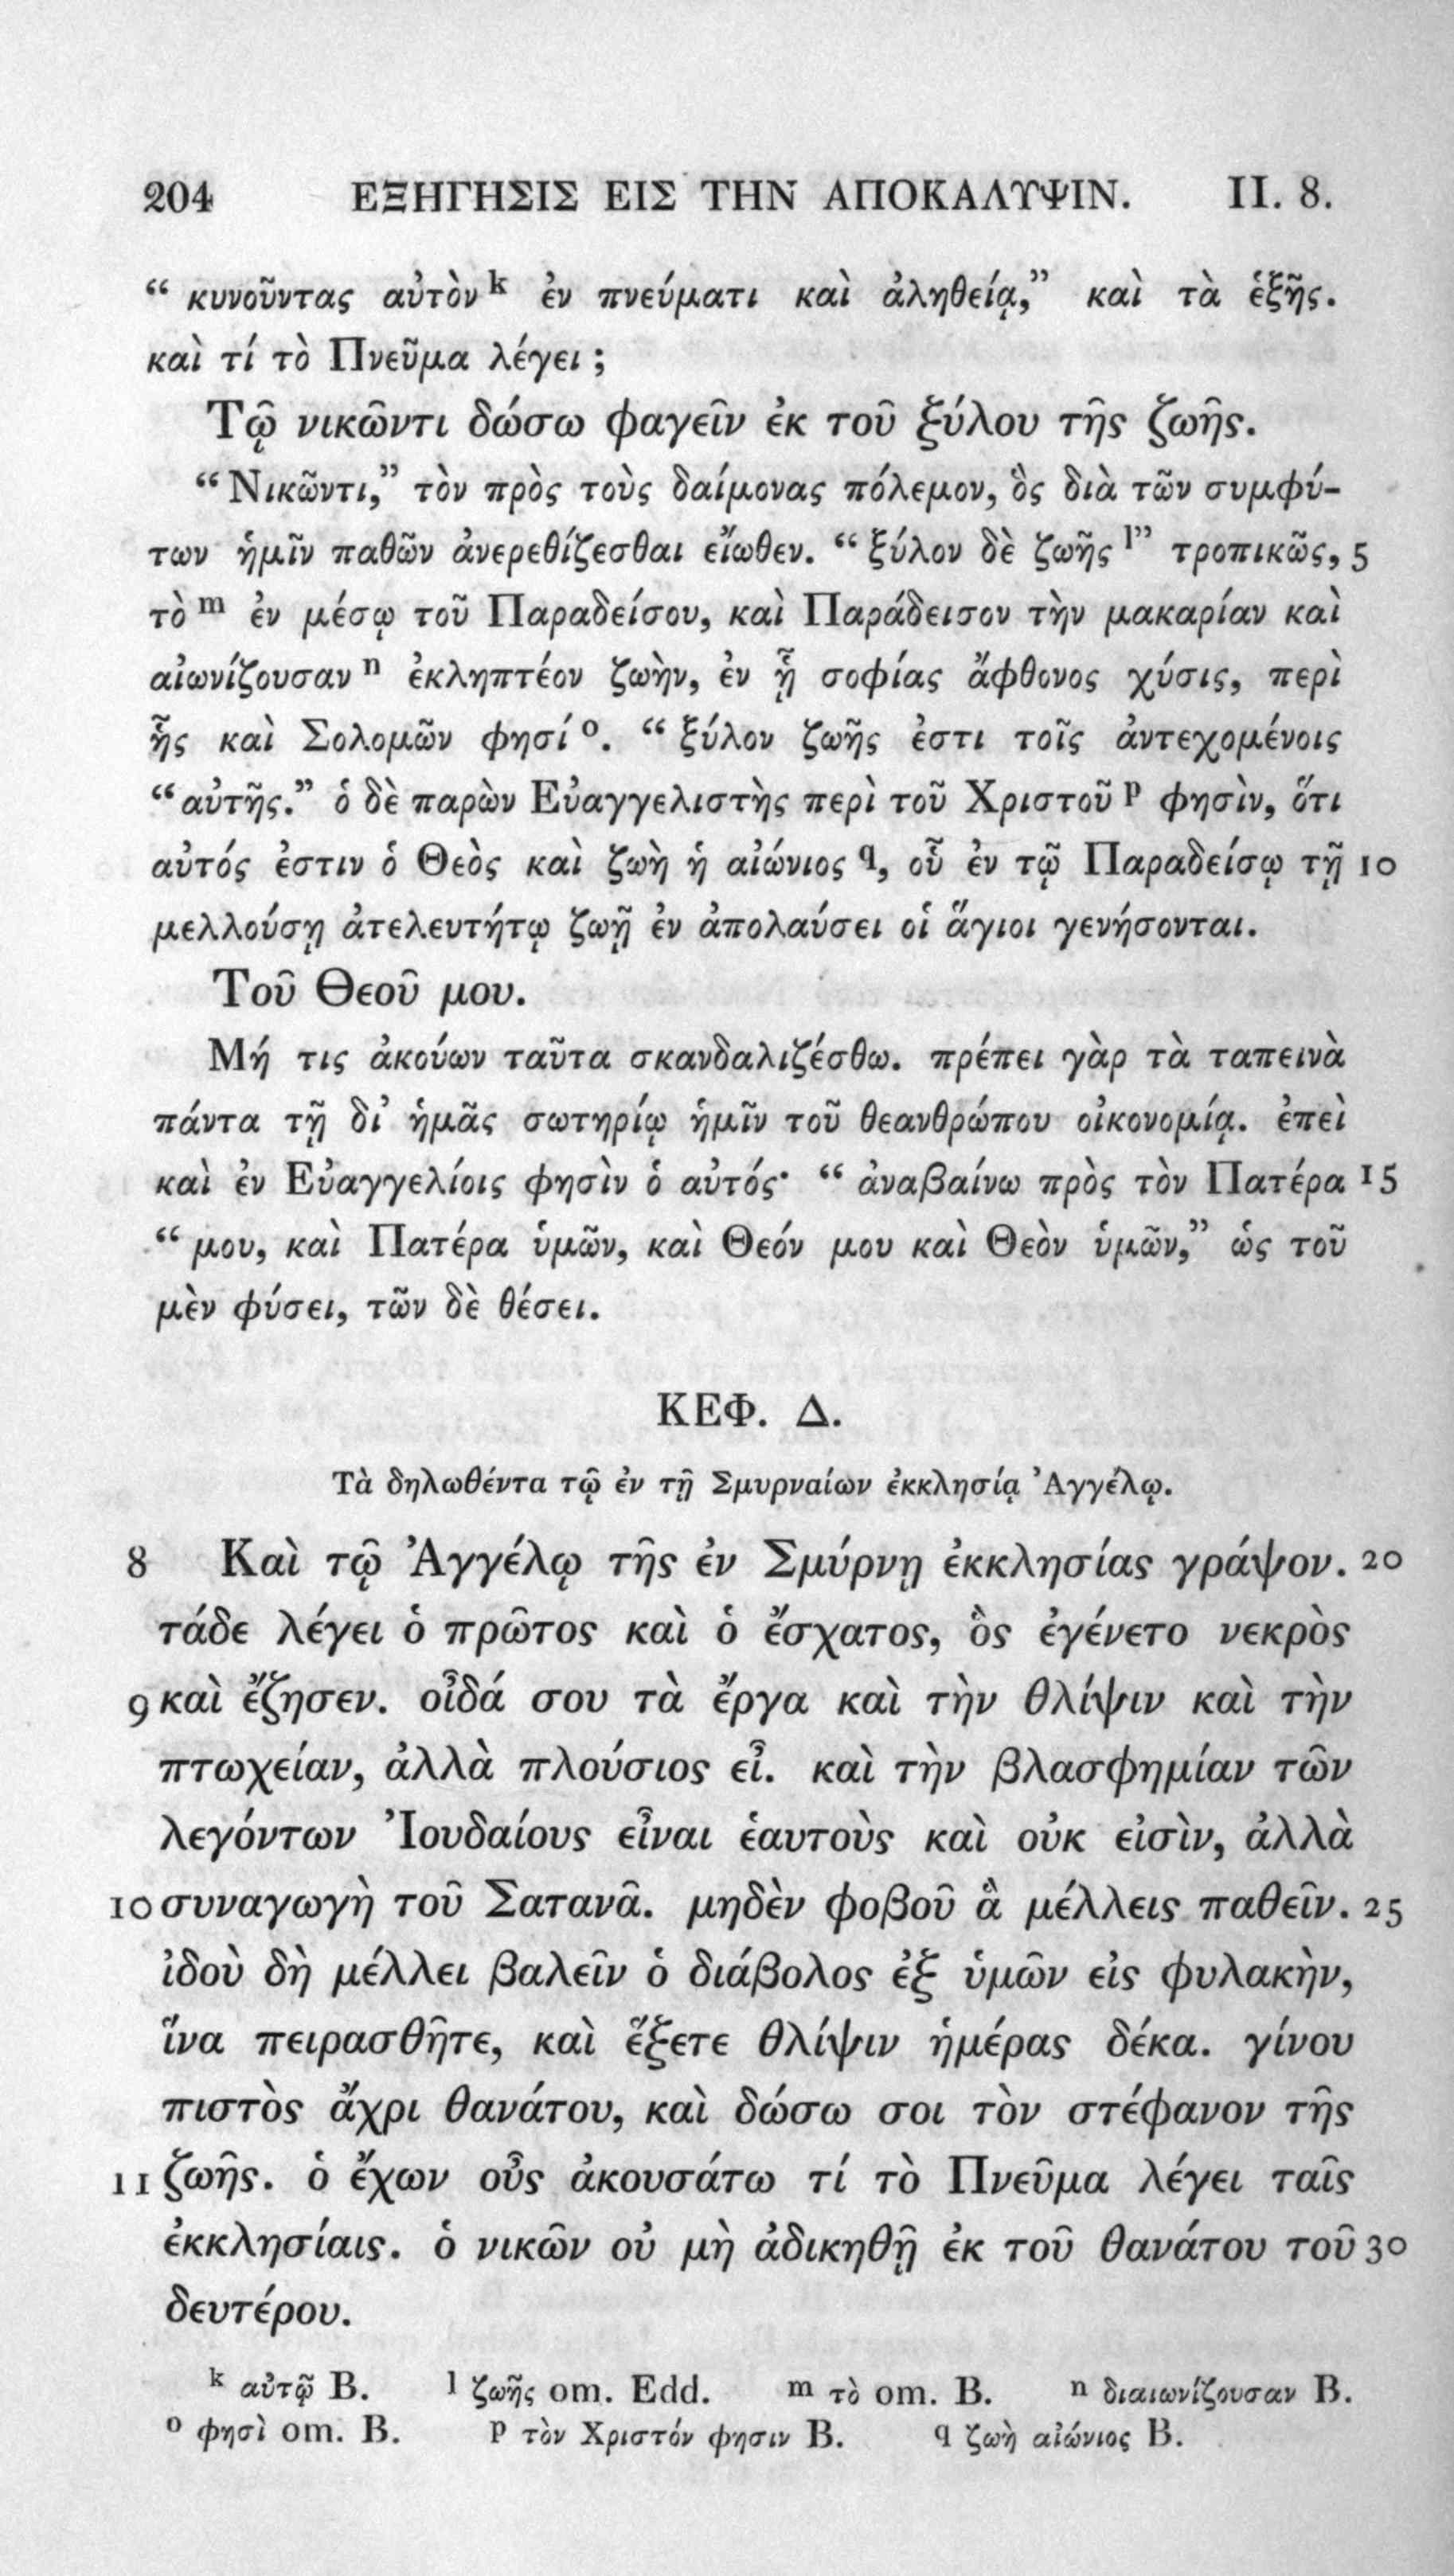 204 ΕΞΗΓΗΣΙΣ ΕΙΣ ΤΗΝ ΑΠΟΚΑΛΥΨΙΝ. II. 8.
“ κυνοῦντας αὐτὸν k ἐν πνεύματι καὶ ἀληθείᾳ,” καὶ τὰ ἑξῆς.
καὶ τί τὸ Πνεῦμα λέγει ;
Τῷ νικῶντι δώσω φαγεῖν ἐκ τοῦ ξύλου τῆς ζωῆς.
“ Νικῶντι,” τὸν πρὸς τοὺς δαίμονας πόλεμον, ὃς διὰ τῶν συμφύ-
των ἡμῖν παθῶν ἀνερεθίζεσθαι εἴωθεν. “ ξύλον δὲ ζωῆς l” τροπικῶς, 5
τὸ m ἐν μέσῳ τοῦ Παραδείσου, καὶ Παράδεισον τὴν μακαρίαν καὶ
αἰωνίζουσαν n ἐκληπτέον ζωὴν, ἐν ᾗ σοφίας ἄφθονος χύσις, περὶ
ἧς καὶ Σολομῶν φησί o. “ ξύλον ζωῆς ἐστι τοῖς ἀντεχομένοις
“ αὐτῆς.” ὁ δὲ παρὼν Εὐαγγελιστὴς περὶ τοῦ Χριστοῦ p φησὶν, ὅτι
αὐτός ἐστιν ὁ Θεὸς καὶ ζωὴ ἡ αἰώνιος q, οὗ ἐν τῷ Παραδείσῳ τῇ 10
μελλούσῃ ἀτελευτήτῳ ζωῇ ἐν ἀπολαύσει οἱ ἅγιοι γενήσονται.
Τοῦ Θεοῦ μου.
Μή τις ἀκούων ταῦτα σκανδαλιζέσθω. πρέπει γὰρ τὰ ταπεινὰ
πάντα τῇ δι’ ἡμᾶς σωτηρίῳ ἡμῖν τοῦ θεανθρώπου οἰκονομίᾳ. ἐπεὶ
καὶ ἐν Εὐαγγελίοις φησὶν ὁ αὐτός· “ ἀναβαίνω πρὸς τὸν Πατέρα 15
“ μου, καὶ Πατέρα ὑμῶν, καὶ Θεόν μου καὶ Θεὸν ὑμῶν,” ὡς τοῦ
μὲν φύσει, τῶν δὲ θέσει.
ΚΕΦ. Δ.
Τὰ δηλωθέντα τῷ ἐν τῇ Σμυρναίων ἐκκλησίᾳ Ἀγγέλῳ.
8 Καὶ τῷ Ἀγγέλῳ τῆς ἐν Σμύρνῃ ἐκκλησίας γράψον. 20
τάδε λέγει ὁ πρῶτος καὶ ὁ ἔσχατος, ὃς ἐγένετο νεκρὸς
9 καὶ ἔζησεν. οἶδά σου τὰ ἔργα καὶ τὴν θλίψιν καὶ τὴν
πτωχείαν, ἀλλὰ πλούσιος εἶ. καὶ τὴν βλασφημίαν τῶν
λεγόντων Ἰουδαίους εἶναι ἑαυτοὺς καὶ οὐκ εἰσὶν, ἀλλὰ
10 συναγωγὴ τοῦ Σατανᾶ. μηδὲν φοβοῦ ἃ μέλλεις παθεῖν. 25
ἰδοὺ δὴ μέλλει βαλεῖν ὁ διάβολος ἐξ ὑμῶν εἰς φυλακὴν,
ἵνα πειρασθῆτε, καὶ ἕξετε θλίψιν ἡμέρας δέκα. γίνου
πιστὸς ἄχρι θανάτου, καὶ δώσω σοι τὸν στέφανον τῆς
11 ζωῆς. ὁ ἔχων οὖς ἀκουσάτω τί τὸ Πνεῦμα λέγει ταῖς
ἐκκλησίαις. ὁ νικῶν οὐ μὴ ἀδικηθῇ ἐκ τοῦ θανάτου τοῦ 30
δευτέρου.
k αὐτῷ B. l ζωῆς om. Edd. m τὸ om. B. n διαιωνίζουσαν B.
o φησὶ om. B. p τὸν Χριστόν φησιν B. q ζωὴ αἰώνιος B.